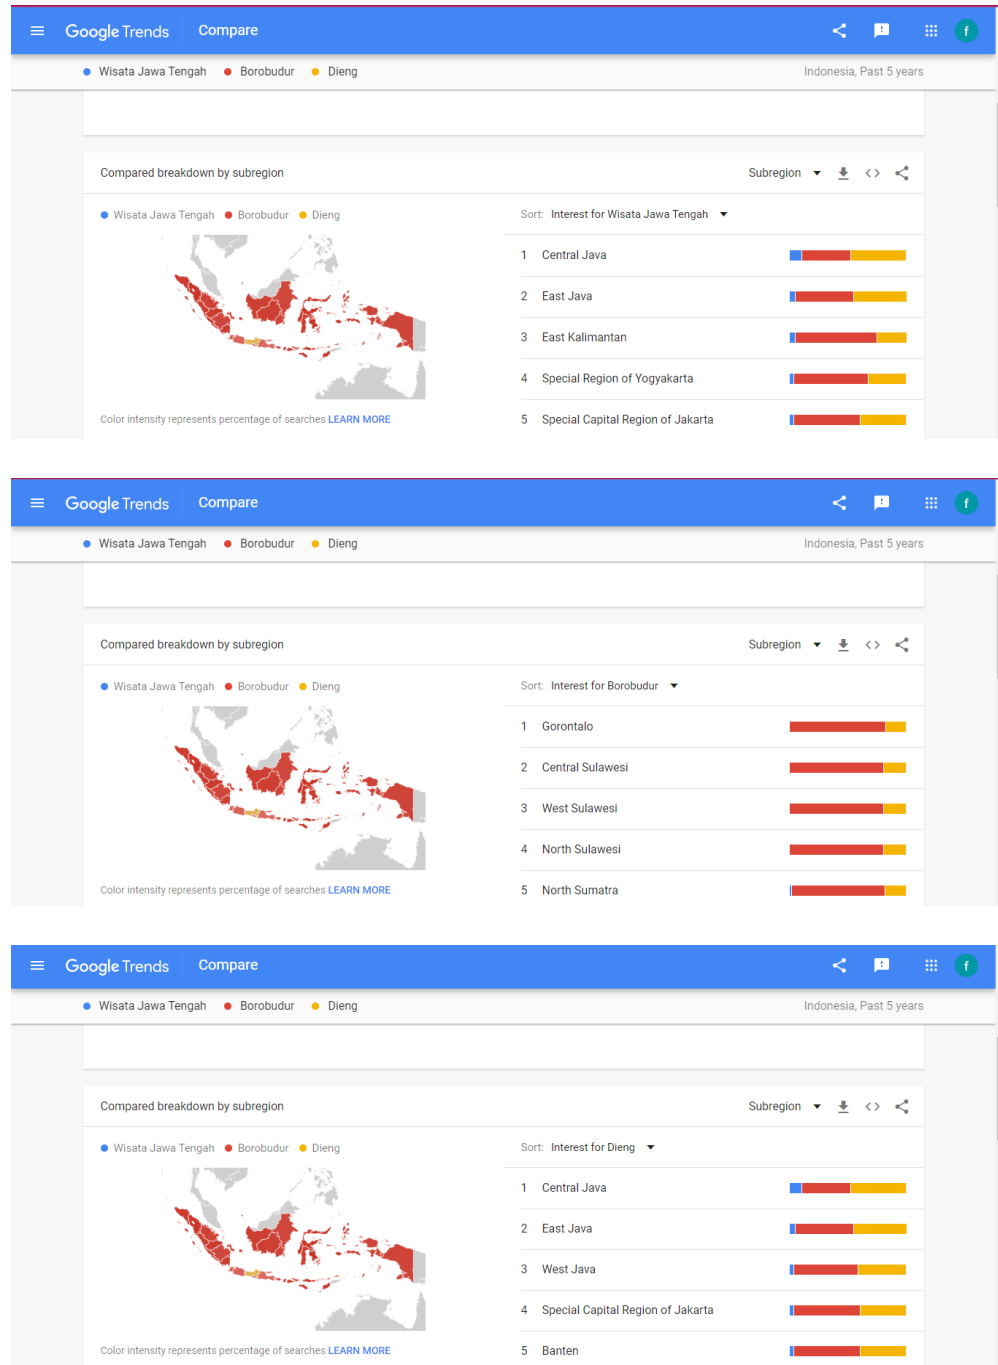 Google Trends Compare f
Wisata Jawa Tengah Borobudur Dieng Indonesia, Past 5 years
Compared breakdown by subregion Subregion
Wisata Jawa Tengah Borobudur Dieng Sort: Interest for Wisata Jawa Tengah
1 Central Java
2 East Java
3 East Kalimantan
4 Special Region of Yogyakarta
Color intensity represents percentage of searches LEARN MORE 5 Special Capital Region of Jakarta
Google Trends Compare f
Wisata Jawa Tengah Borobudur Dieng Indonesia, Past 5 years
Compared breakdown by subregion Subregion
Wisata Jawa Tengah Borobudur Dieng Sort: Interest for Borobudur
1 Gorontalo
2 Central Sulawesi
3 West Sulawesi
4 North Sulawesi
Color intensity represents percentage of searches LEARN MORE 5 North Sumatra
Google Trends Compare f
Wisata Jawa Tengah Borobudur Dieng Indonesia, Past 5 years
Compared breakdown by subregion Subregion
Wisata Jawa Tengah Borobudur Dieng Sort: Interest for Dieng
1 Central Java
2 East Java
3 West Java
4 Special Capital Region of Jakarta
Color intensity represents percentage of searches LEARN MORE 5 Banten